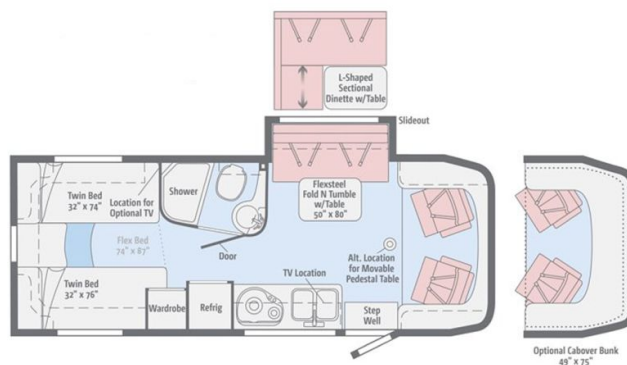 L-Shaped
Sectional
Dinette w/Table
Slideout
Twin Bed
32" x 74"
Location for
Optional TV
Shower
Flexsteel
Fold N Tumble
w/Table
50" x 80"
Flex Bed
74" x 87"
Door
Alt. Location
for Movable
Pedestal Table
TV Location
Twin Bed
32" x 76"
Wardrobe
Refrig
Step
Well
Optional Cabover Bunk
49" x 75"